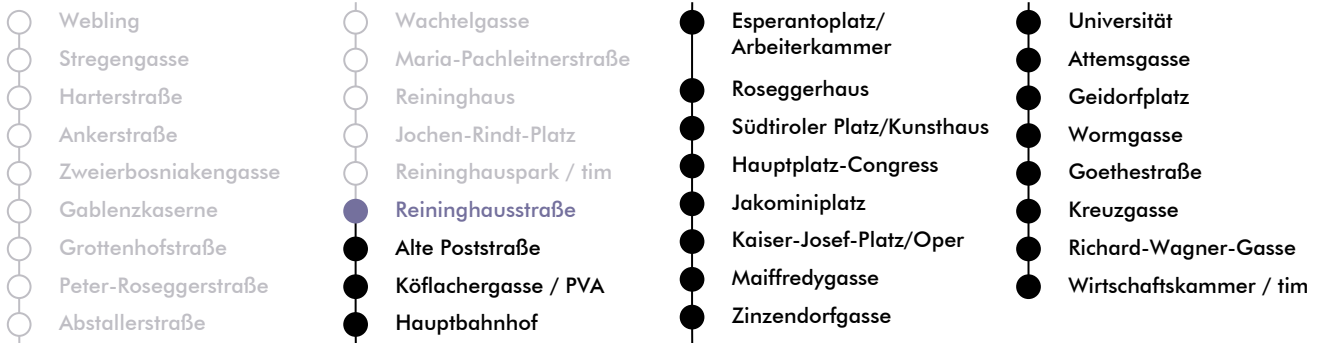 Webling
Stregengasse
Harterstraße
Ankerstraße
Zweierbosniakengasse
Gablenzkaserne
Grottenhofstraße
Peter-Roseggerstraße
Abstallerstraße
Wachtelgasse
Maria-Pachleitnerstraße
Reininghaus
Jochen-Rindt-Platz
Reininghauspark / tim
Reininghausstraße
Alte Poststraße
Köflachergasse / PVA
Hauptbahnhof
Esperantoplatz/
Arbeiterkammer
Roseggerhaus
Südtiroler Platz/Kunsthaus
Hauptplatz-Congress
Jakominiplatz
Kaiser-Josef-Platz/Oper
Maiffredygasse
Zinzendorfgasse
Universität
Attemsgasse
Geidorfplatz
Wormgasse
Goethestraße
Kreuzgasse
Richard-Wagner-Gasse
Wirtschaftskammer / tim